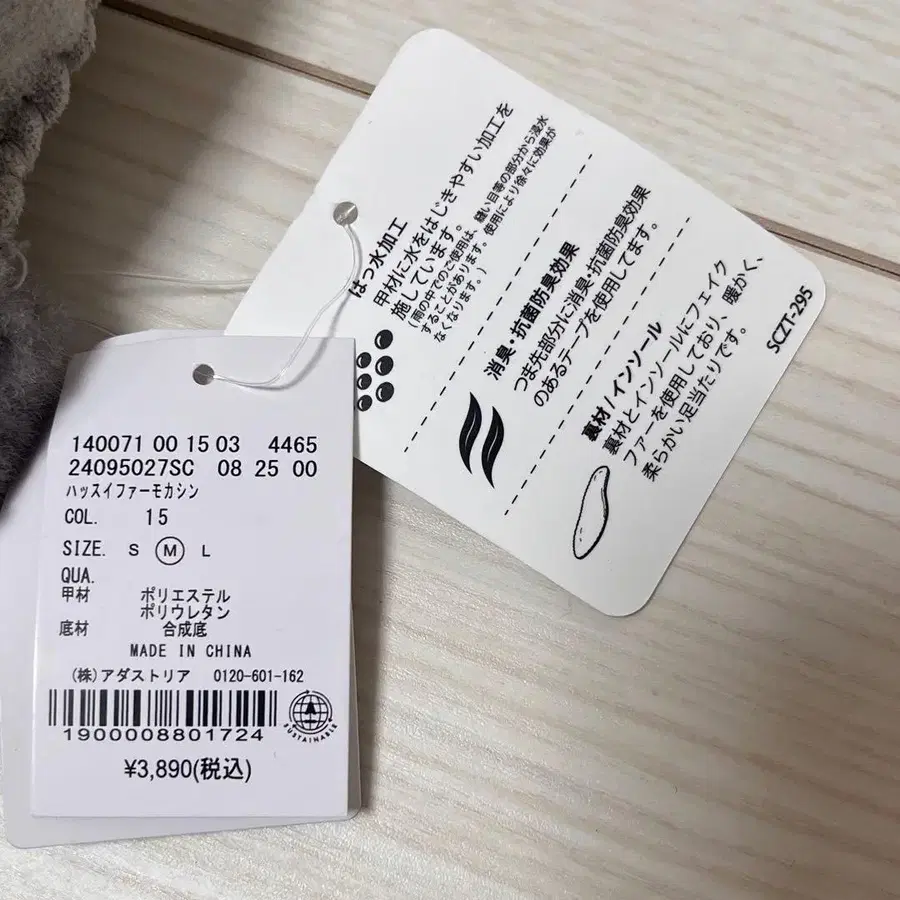 140071 00 15 03 4465
24095027SC 08 25 00
ハッスイファーモカシン
COL. 15
SIZE. S M L
QUA.
甲材 ポリエステル
ポリウレタン
底材 合成底
MADE IN CHINA
(株)アダストリア 0120-601-162
1900008801724
SUSTAINABLE
¥3,890(税込)
はっ水加工
甲材に水をはじきやすい加工を
施しています。
(雨の中でのご使用は、縫い目等の部分から浸水
することがあります。使用により徐々に効果が
なくなります。)
消臭・抗菌防臭効果
つま先部分に消臭・抗菌防臭効果
のあるテープを使用してます。
裏材/インソール
裏材とインソールにフェイク
ファーを使用しており、暖かく、
柔らかい足当たりです。
SCZT-295